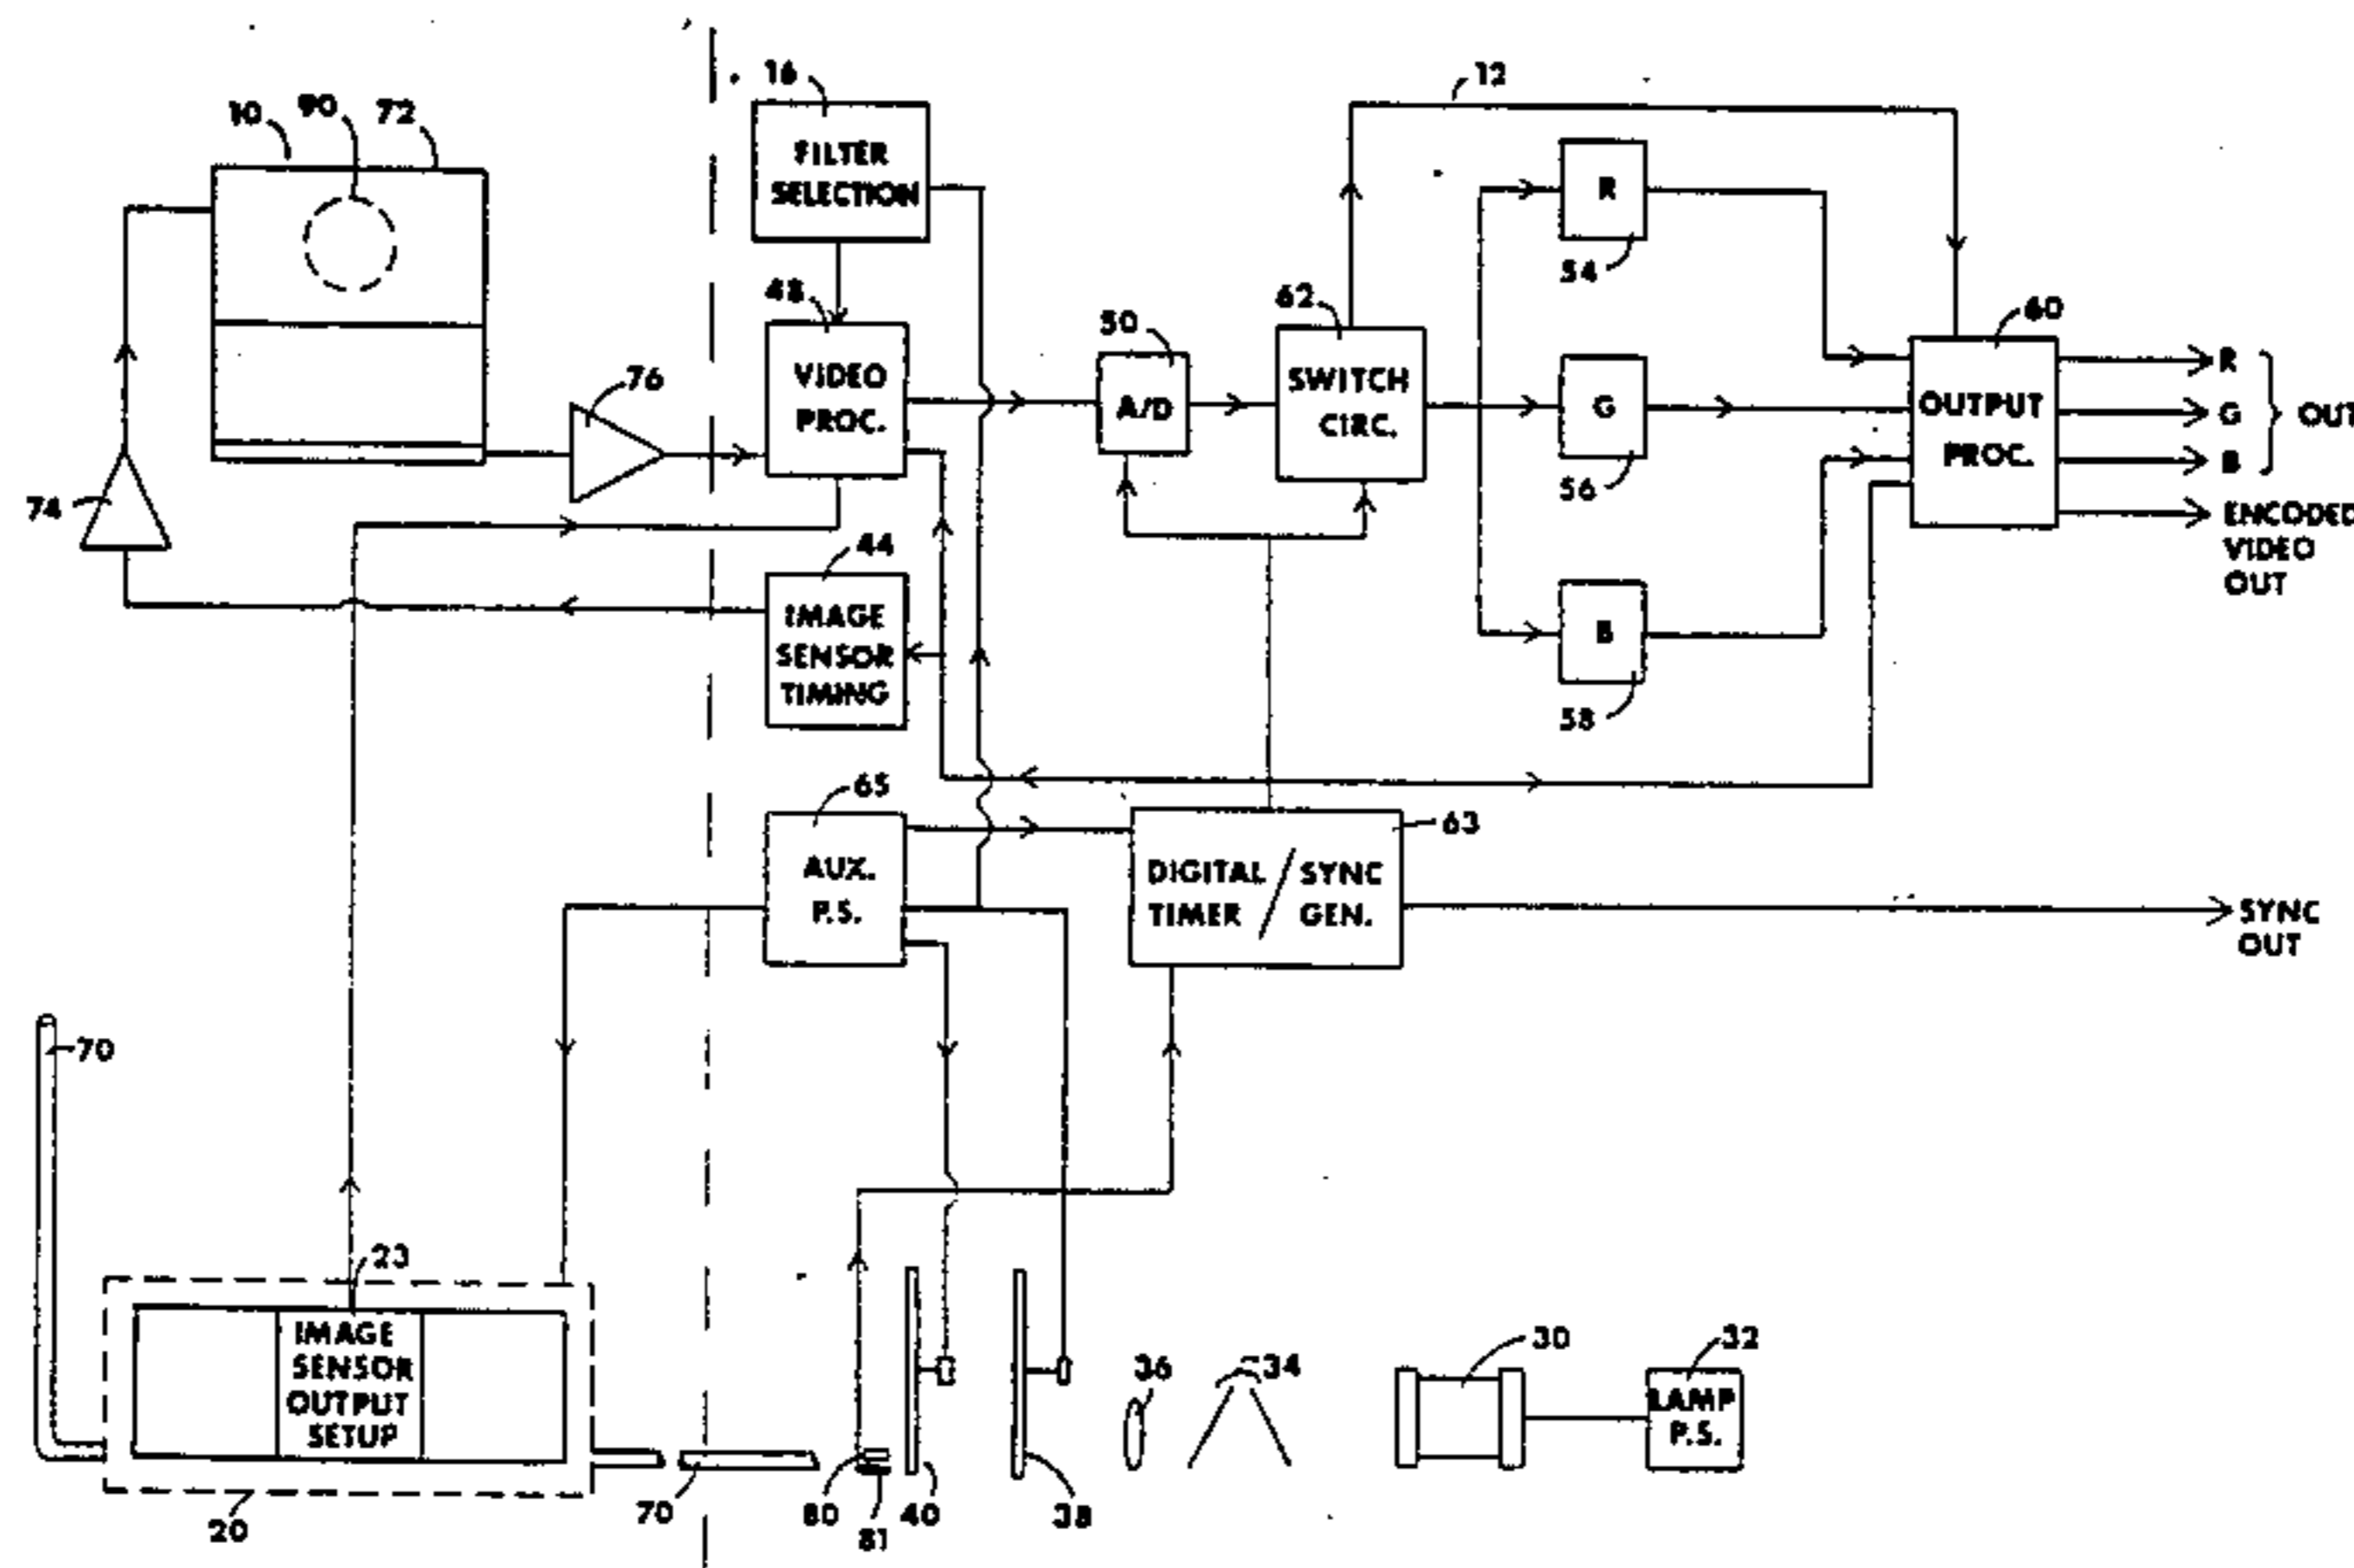 10 90 72
16
FILTER
SELECTION
12
R
54
48
VIDEO
PROC.
76
74
50
A/D
62
SWITCH
CIRC.
G
56
60
OUTPUT
PROC.
R
G
B
OUT
ENCODED
VIDEO
OUT
44
IMAGE
SENSOR
TIMING
B
58
65
AUX.
P.S.
63
DIGITAL / SYNC
TIMER GEN.
SYNC
OUT
70
23
IMAGE
SENSOR
OUTPUT
SETUP
20
70
80
81
40
38
36
34
30
32
LAMP
P.S.